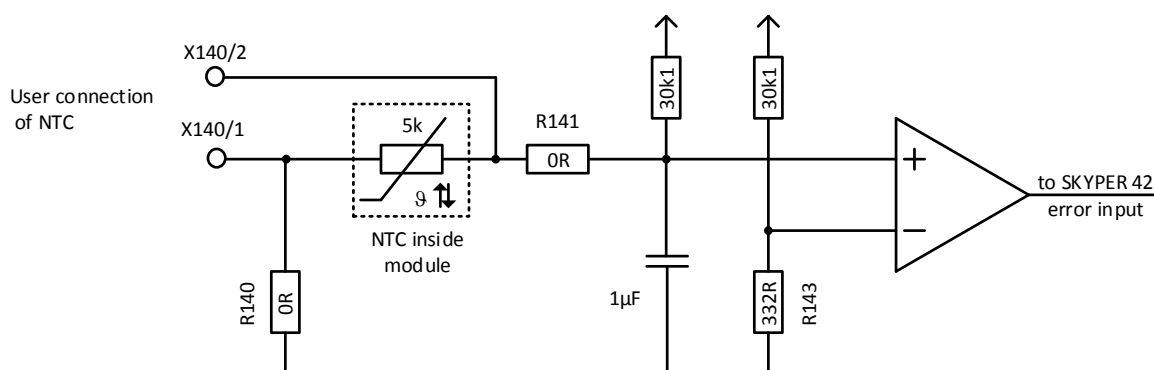 X140/2
User connection
of NTC
X140/1
5k
ϑ
NTC inside
module
R141
0R
R140
0R
30k1
30k1
1µF
332R
R143
+
−
to SKYPER 42
error input